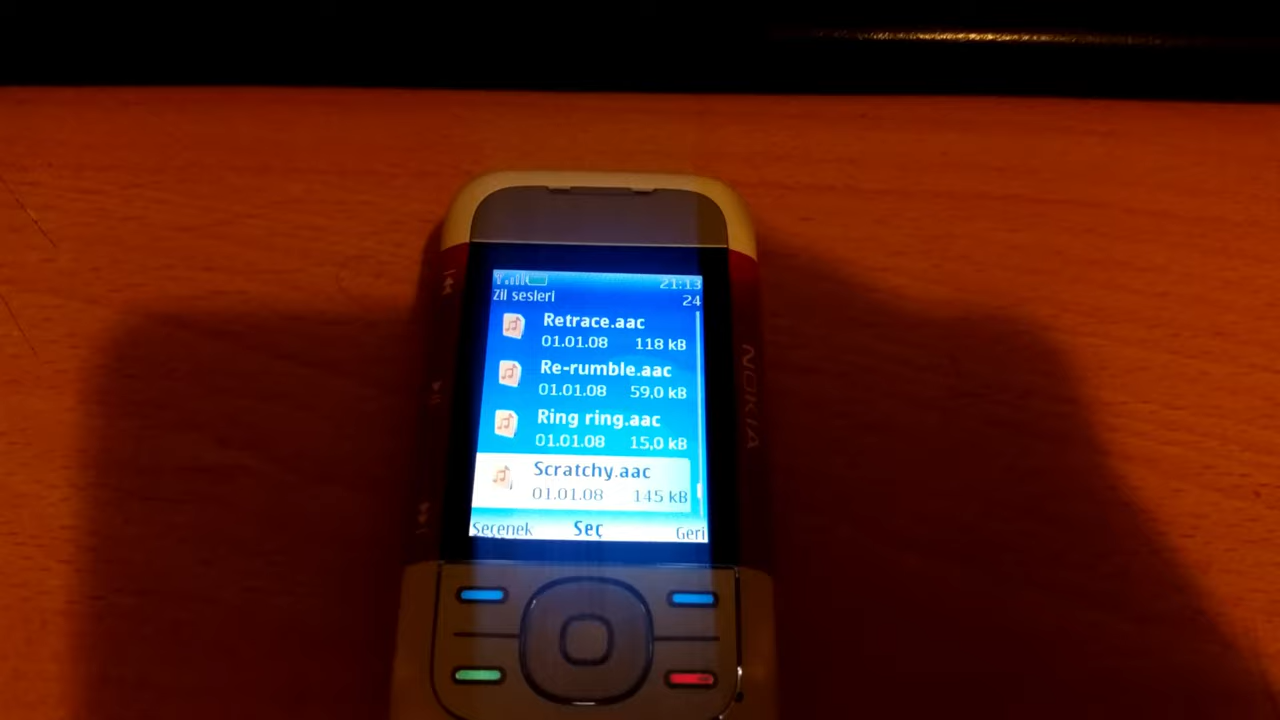 21:13
Zil sesleri 24
Retrace.aac
01.01.08 118 kB
Re-rumble.aac
01.01.08 59,0 kB
Ring ring.aac
01.01.08 15,0 kB
Scratchy.aac
01.01.08 145 kB
Seçenek Seç Geri
NOKIA